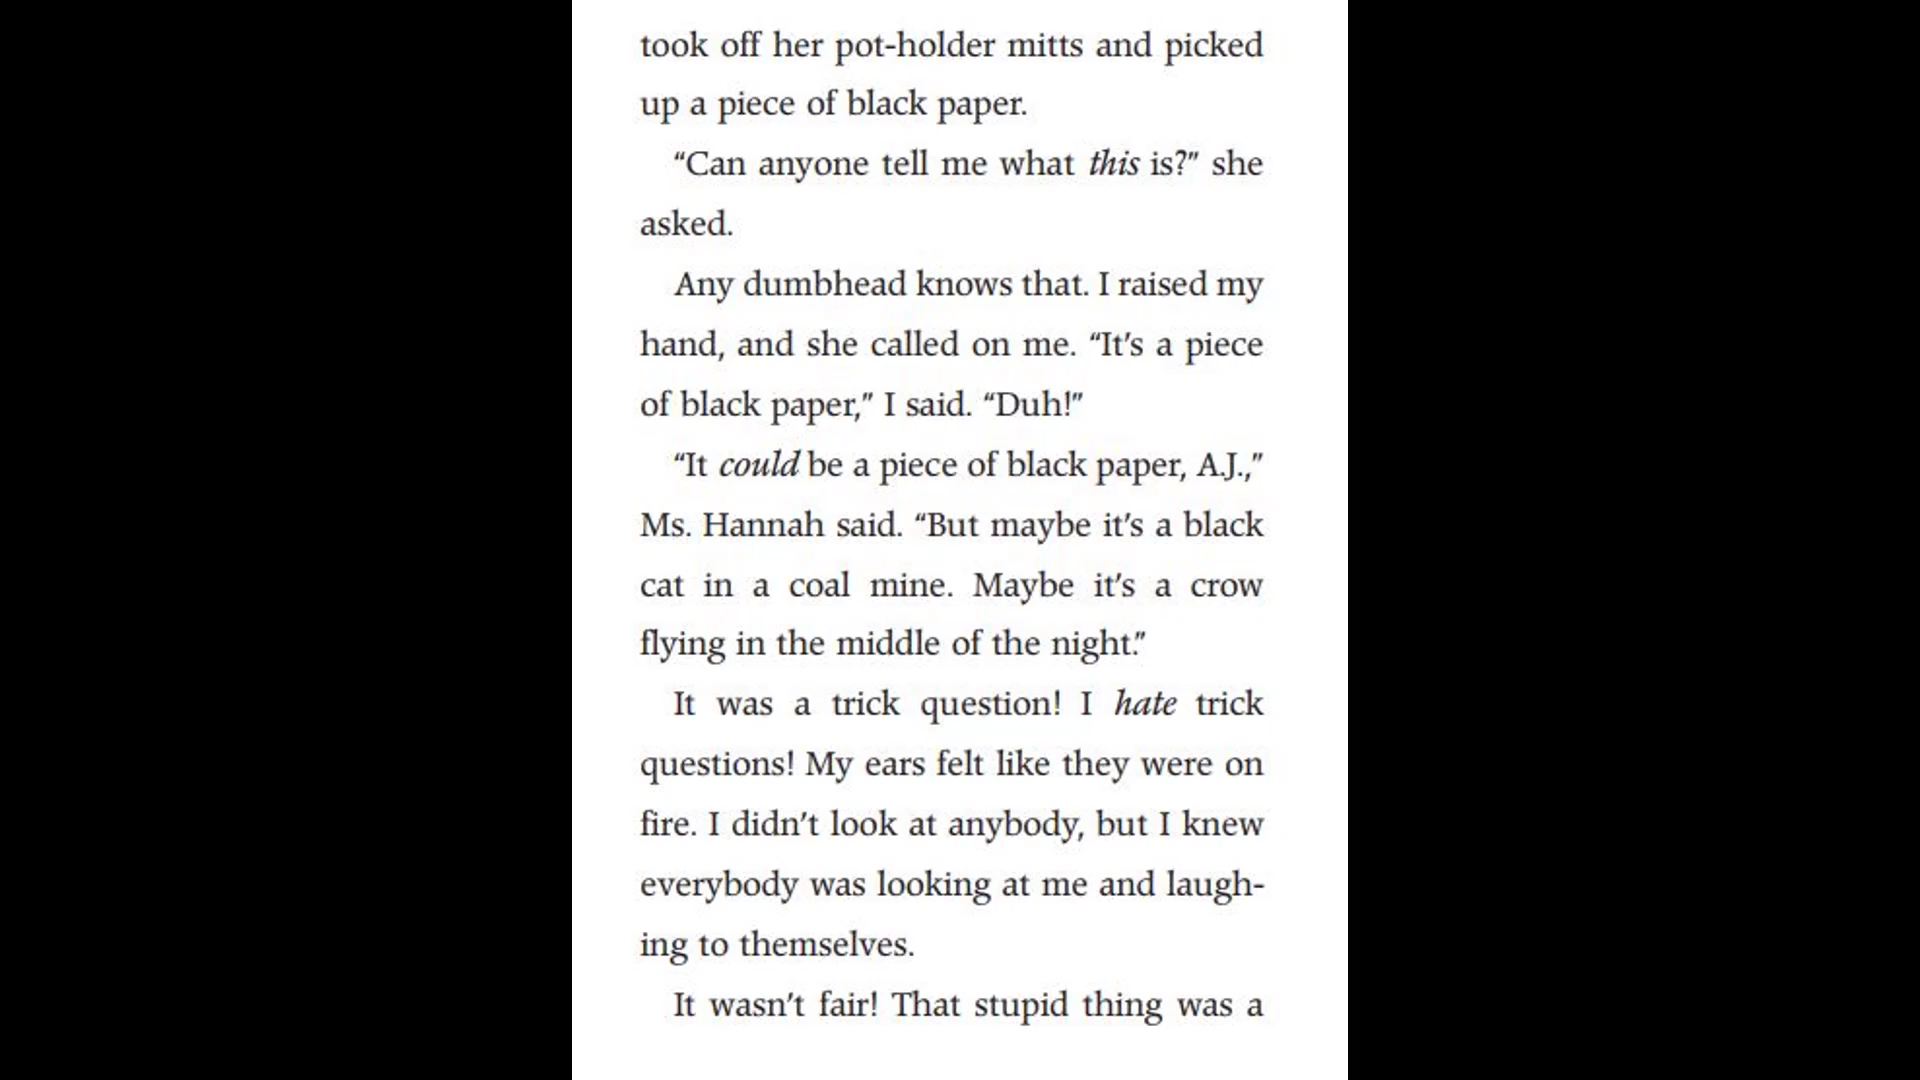 took off her pot-holder mitts and picked
up a piece of black paper.
“Can anyone tell me what this is?” she
asked.
Any dumbhead knows that. I raised my
hand, and she called on me. “It’s a piece
of black paper,” I said. “Duh!”
“It could be a piece of black paper, A.J.,”
Ms. Hannah said. “But maybe it’s a black
cat in a coal mine. Maybe it’s a crow
flying in the middle of the night.”
It was a trick question! I hate trick
questions! My ears felt like they were on
fire. I didn’t look at anybody, but I knew
everybody was looking at me and laugh-
ing to themselves.
It wasn’t fair! That stupid thing was a